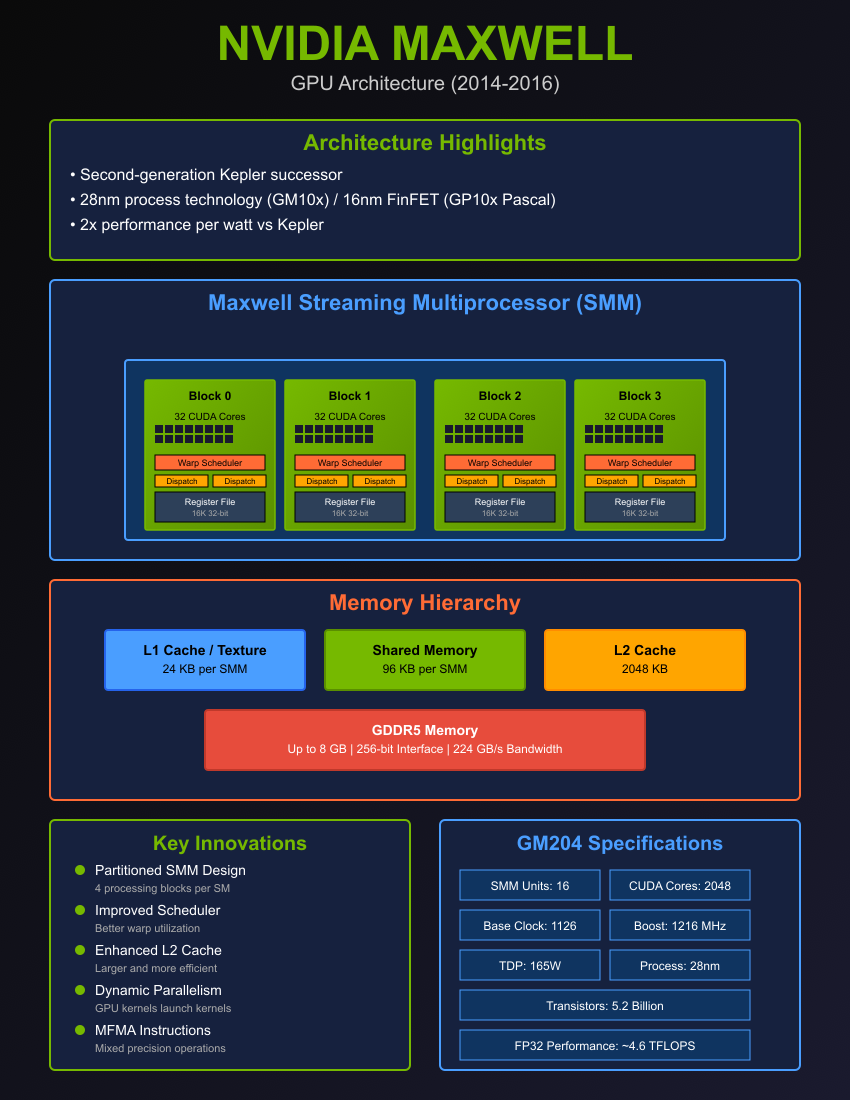 NVIDIA MAXWELL
GPU Architecture (2014-2016)
Architecture Highlights
• Second-generation Kepler successor
• 28nm process technology (GM10x) / 16nm FinFET (GP10x Pascal)
• 2x performance per watt vs Kepler
Maxwell Streaming Multiprocessor (SMM)
Block 0
32 CUDA Cores
Warp Scheduler
Dispatch Dispatch
Register File
16K 32-bit
Block 1
32 CUDA Cores
Warp Scheduler
Dispatch Dispatch
Register File
16K 32-bit
Block 2
32 CUDA Cores
Warp Scheduler
Dispatch Dispatch
Register File
16K 32-bit
Block 3
32 CUDA Cores
Warp Scheduler
Dispatch Dispatch
Register File
16K 32-bit
Memory Hierarchy
L1 Cache / Texture
24 KB per SMM
Shared Memory
96 KB per SMM
L2 Cache
2048 KB
GDDR5 Memory
Up to 8 GB | 256-bit Interface | 224 GB/s Bandwidth
Key Innovations
Partitioned SMM Design
4 processing blocks per SM
Improved Scheduler
Better warp utilization
Enhanced L2 Cache
Larger and more efficient
Dynamic Parallelism
GPU kernels launch kernels
MFMA Instructions
Mixed precision operations
GM204 Specifications
SMM Units: 16
CUDA Cores: 2048
Base Clock: 1126
Boost: 1216 MHz
TDP: 165W
Process: 28nm
Transistors: 5.2 Billion
FP32 Performance: ~4.6 TFLOPS